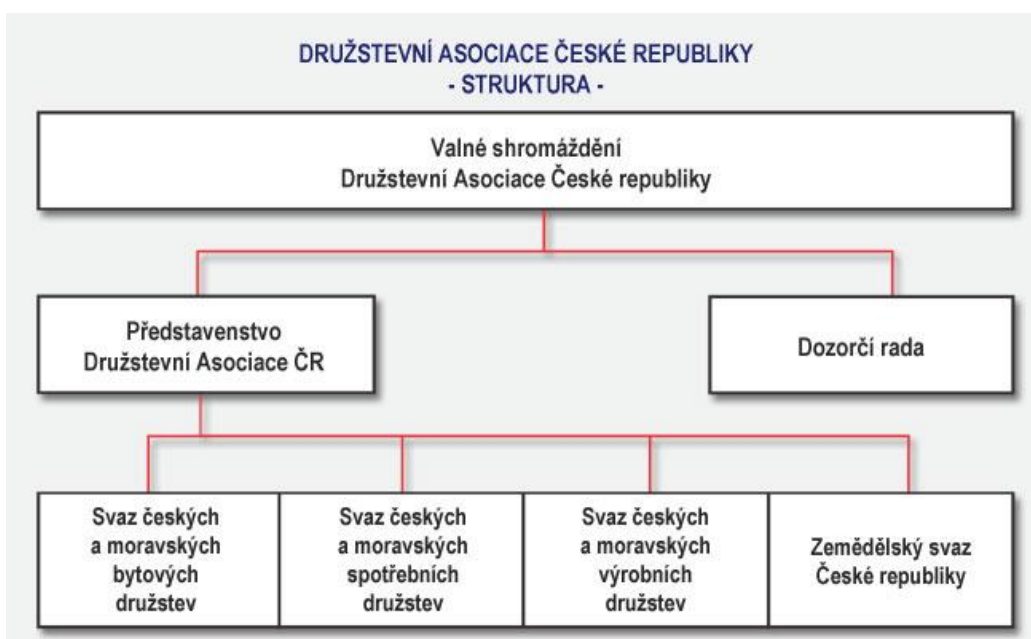 DRUŽSTEVNÍ ASOCIACE ČESKÉ REPUBLIKY
- STRUKTURA -
Valné shromáždění
Družstevní Asociace České republiky
Představenstvo
Družstevní Asociace ČR
Dozorčí rada
Svaz českých
a moravských
bytových
družstev
Svaz českých
a moravských
spotřebních
družstev
Svaz českých
a moravských
výrobních
družstev
Zemědělský svaz
České republiky